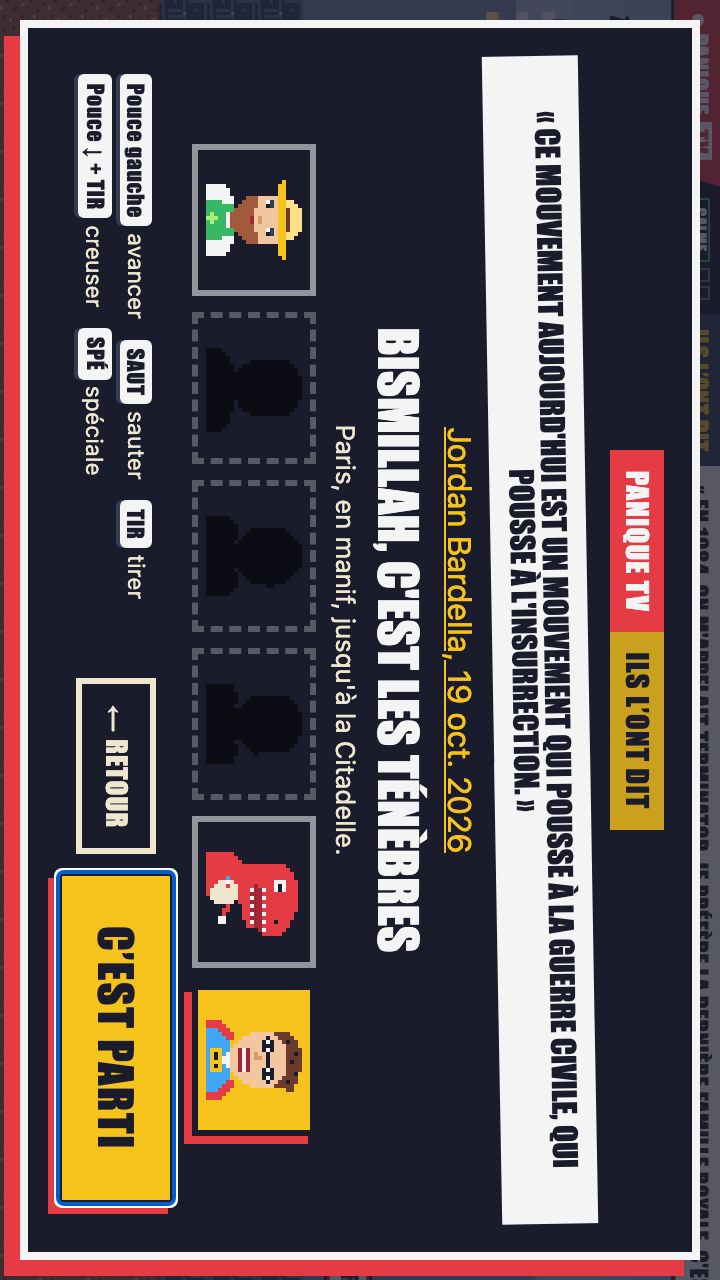 PANIQUE TV ILS L'ONT DIT
« CE MOUVEMENT AUJOURD'HUI EST UN MOUVEMENT QUI POUSSE À LA GUERRE CIVILE, QUI
POUSSE À L'INSURRECTION. »
Jordan Bardella, 19 oct. 2026
BISMILLAH, C'EST LES TÉNÈBRES
Paris, en manif, jusqu'à la Citadelle.
Pouce gauche avancer SAUT sauter TIR tirer
Pouce ↓ + TIR creuser SPÉ spéciale
← RETOUR
C'EST PARTI